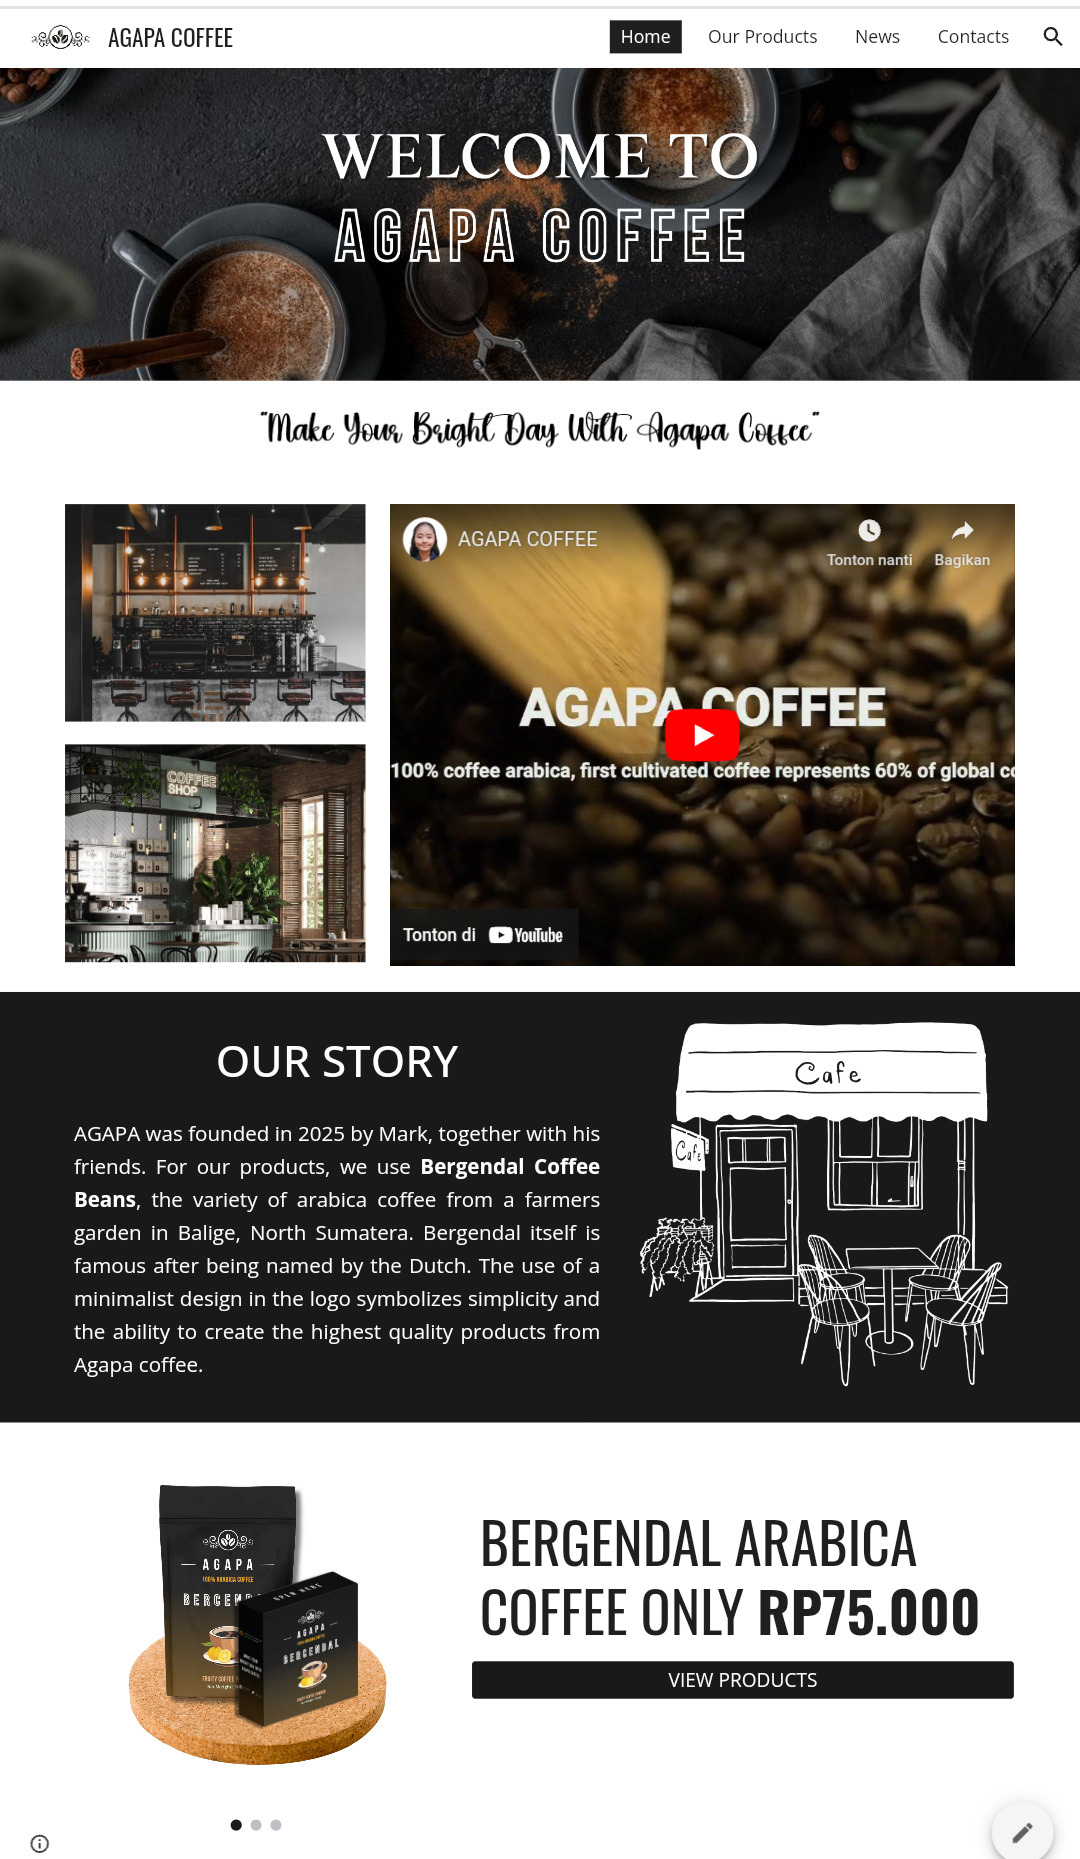 AGAPA COFFEE
Home
Our Products
News
Contacts
WELCOME TO
AGAPA COFFEE
"Make Your Bright Day With Agapa Coffee"
COFFEE
SHOP
AGAPA COFFEE
Tonton nanti
Bagikan
AGAPA COFFEE
100% coffee arabica, first cultivated coffee represents 60% of global co
Tonton di YouTube
OUR STORY
AGAPA was founded in 2025 by Mark, together with his
friends. For our products, we use Bergendal Coffee
Beans, the variety of arabica coffee from a farmers
garden in Balige, North Sumatera. Bergendal itself is
famous after being named by the Dutch. The use of a
minimalist design in the logo symbolizes simplicity and
the ability to create the highest quality products from
Agapa coffee.
Cafe
Cafe
AGAPA
100% ARABICA COFFEE
BERGEND
FRUITY COFFEE
OPEN HERE
AGAPA
BERGENDAL
BERGENDAL ARABICA
COFFEE ONLY RP75.000
VIEW PRODUCTS